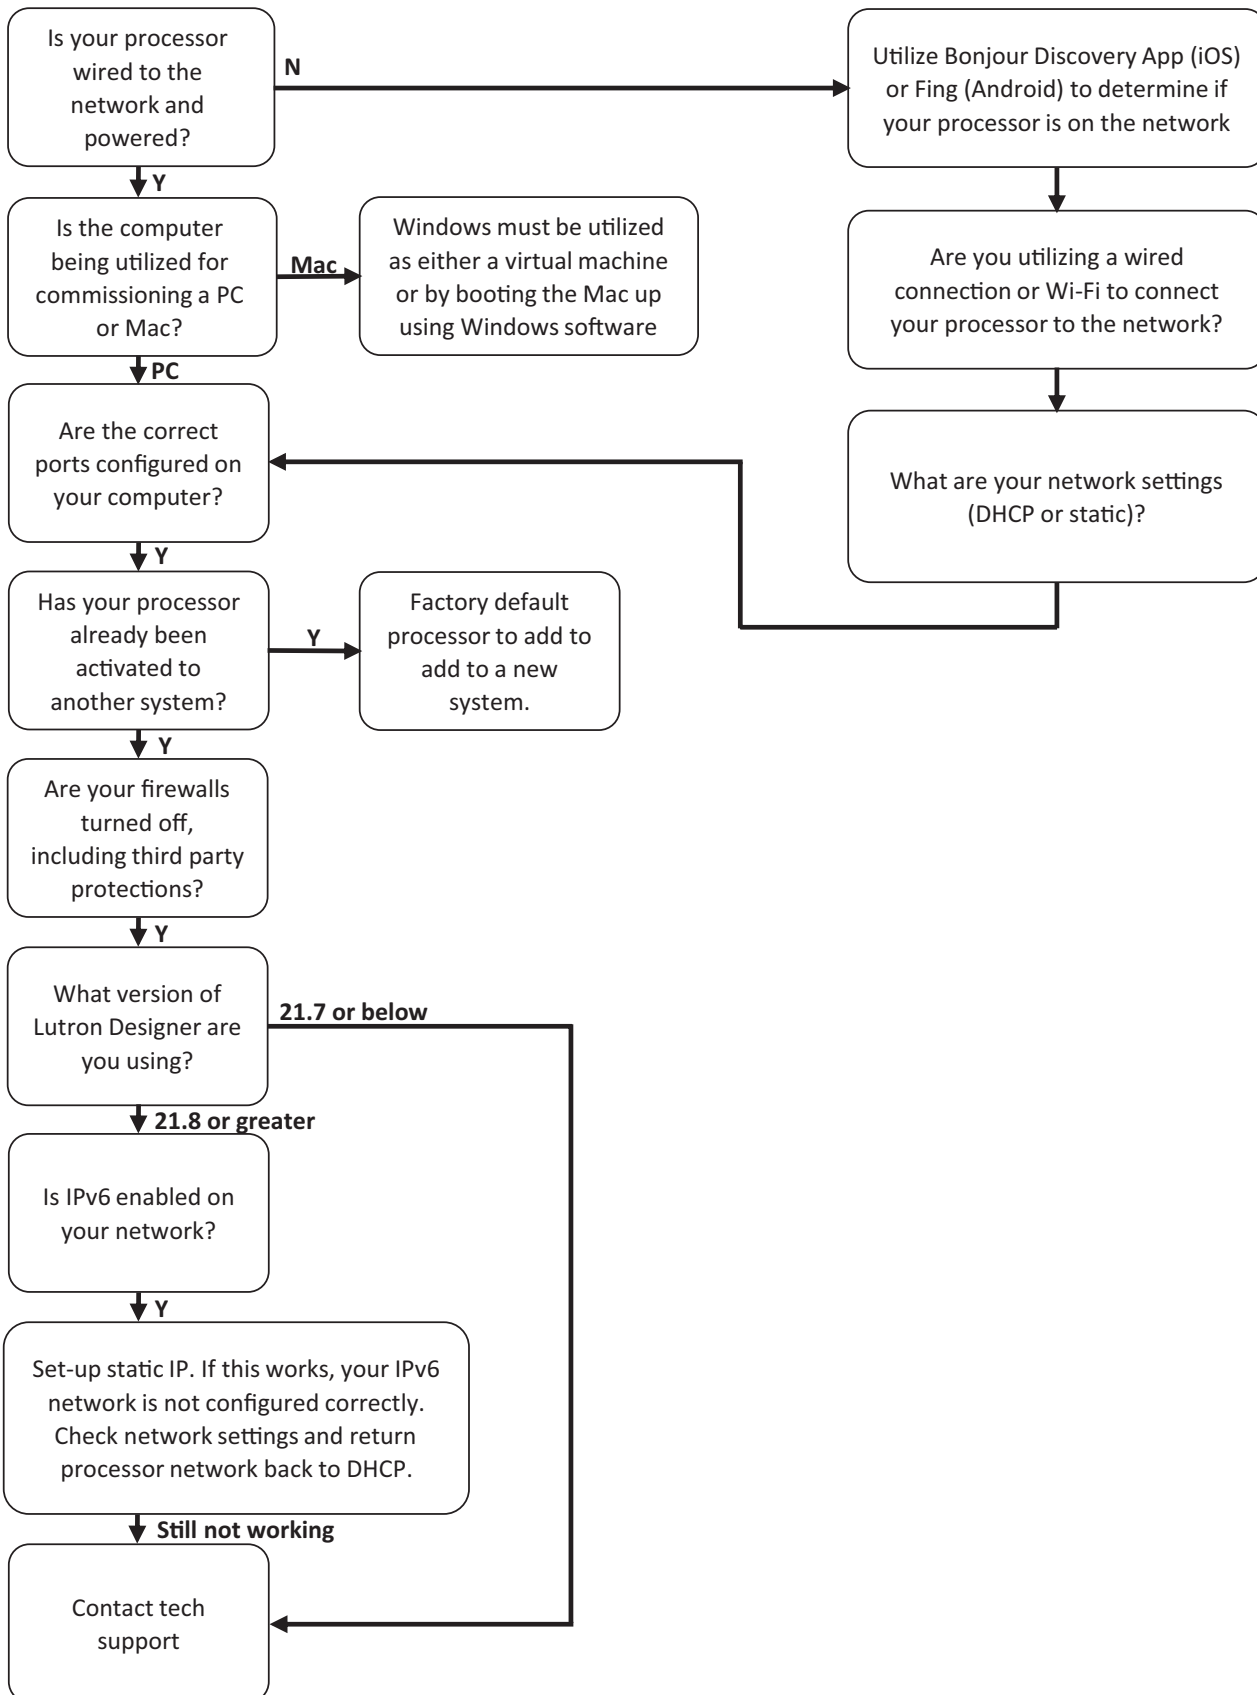 Is your processor
wired to the
network and
powered?
N
Utilize Bonjour Discovery App (iOS)
or Fing (Android) to determine if
your processor is on the network
Y
Is the computer
being utilized for
commissioning a PC
or Mac?
Mac
Windows must be utilized
as either a virtual machine
or by booting the Mac up
using Windows software
Are you utilizing a wired
connection or Wi-Fi to connect
your processor to the network?
PC
Are the correct
ports configured on
your computer?
What are your network settings
(DHCP or static)?
Y
Has your processor
already been
activated to
another system?
Y
Factory default
processor to add to
add to a new
system.
Y
Are your firewalls
turned off,
including third party
protections?
Y
What version of
Lutron Designer are
you using?
21.7 or below
21.8 or greater
Is IPv6 enabled on
your network?
Y
Set-up static IP. If this works, your IPv6
network is not configured correctly.
Check network settings and return
processor network back to DHCP.
Still not working
Contact tech
support